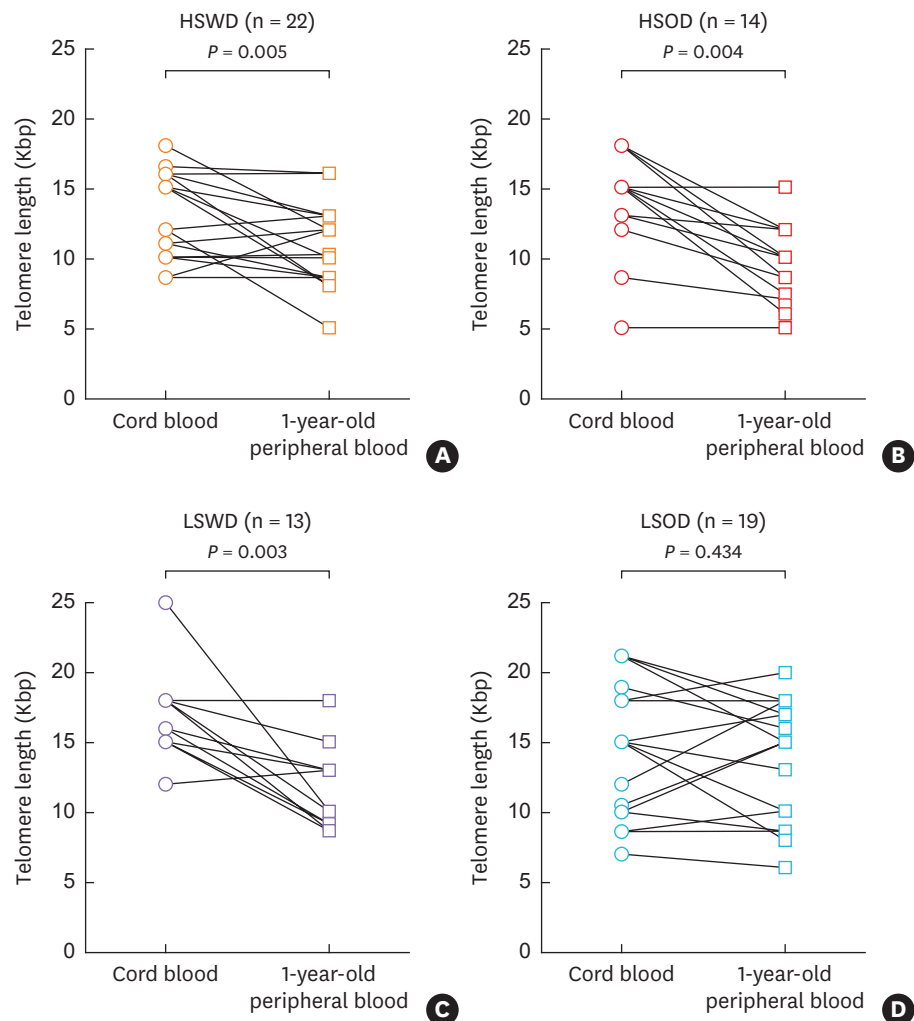 HSWD (n = 22)
P = 0.005
25
20
15
10
5
0
Telomere length (Kbp)
Cord blood
1-year-old
peripheral blood
A
HSOD (n = 14)
P = 0.004
25
20
15
10
5
0
Telomere length (Kbp)
Cord blood
1-year-old
peripheral blood
B
LSWD (n = 13)
P = 0.003
25
20
15
10
5
0
Telomere length (Kbp)
Cord blood
1-year-old
peripheral blood
C
LSOD (n = 19)
P = 0.434
25
20
15
10
5
0
Telomere length (Kbp)
Cord blood
1-year-old
peripheral blood
D